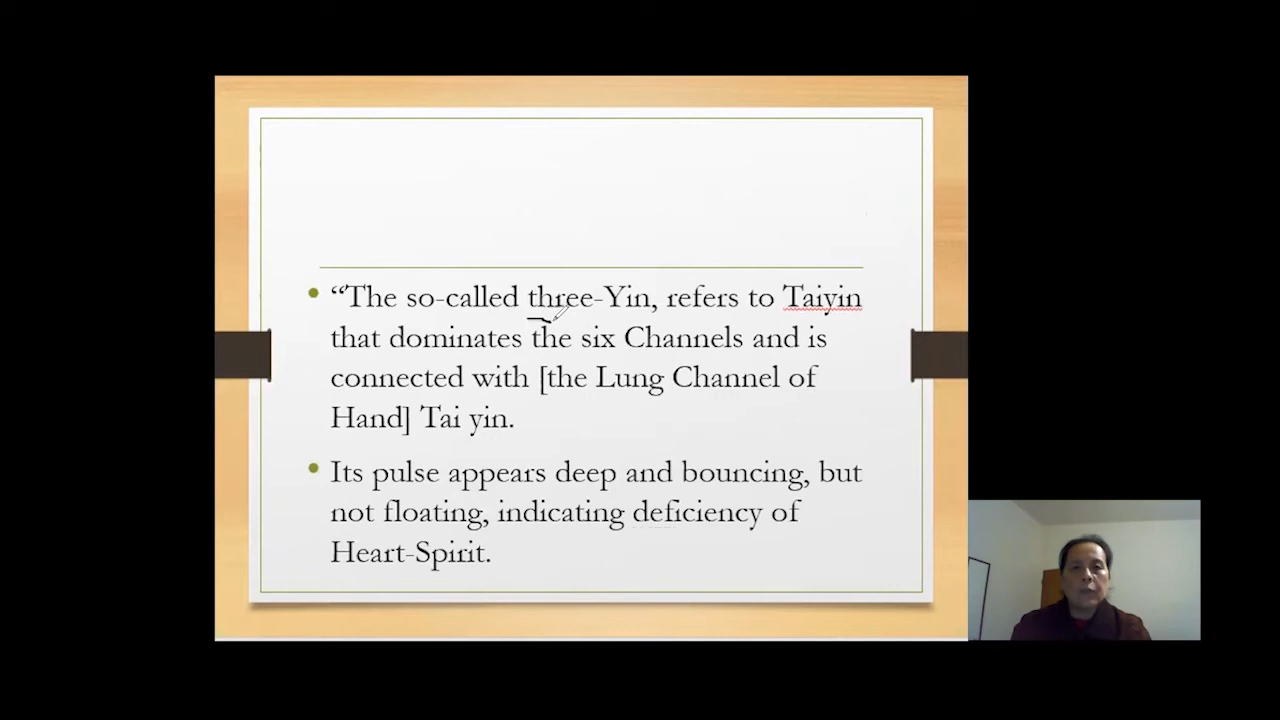 “The so-called three-Yin, refers to Taiyin
that dominates the six Channels and is
connected with [the Lung Channel of
Hand] Tai yin.
Its pulse appears deep and bouncing, but
not floating, indicating deficiency of
Heart-Spirit.